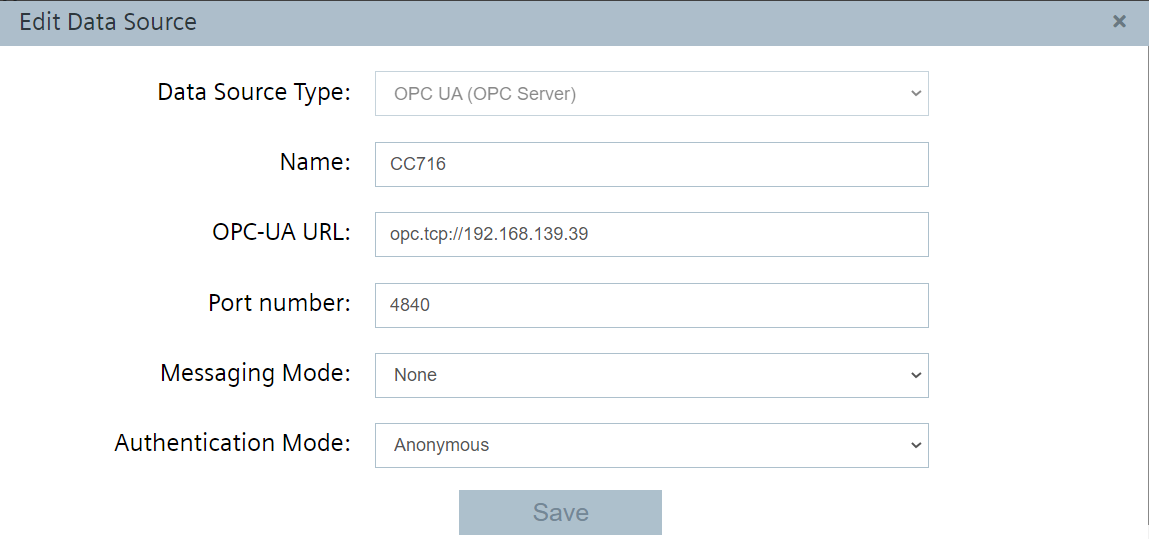 Edit Data Source ×
Data Source Type: OPC UA (OPC Server)
Name: CC716
OPC-UA URL: opc.tcp://192.168.139.39
Port number: 4840
Messaging Mode: None
Authentication Mode: Anonymous
Save